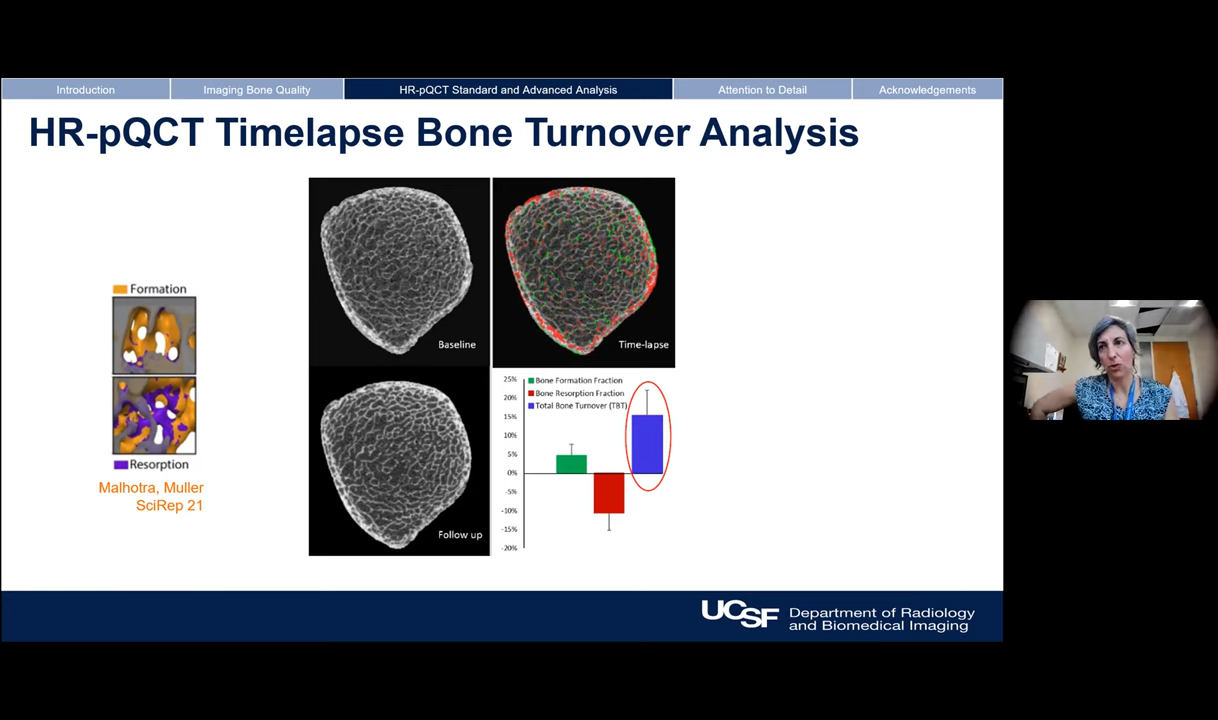 Introduction
Imaging Bone Quality
HR-pQCT Standard and Advanced Analysis
Attention to Detail
Acknowledgements
HR-pQCT Timelapse Bone Turnover Analysis
Formation
Resorption
Malhotra, Muller
SciRep 21
Baseline
Time-lapse
Follow up
25%
20%
15%
10%
5%
0%
-5%
-10%
-15%
-20%
Bone Formation Fraction
Bone Resorption Fraction
Total Bone Turnover (TBT)
UCSF
Department of Radiology
and Biomedical Imaging